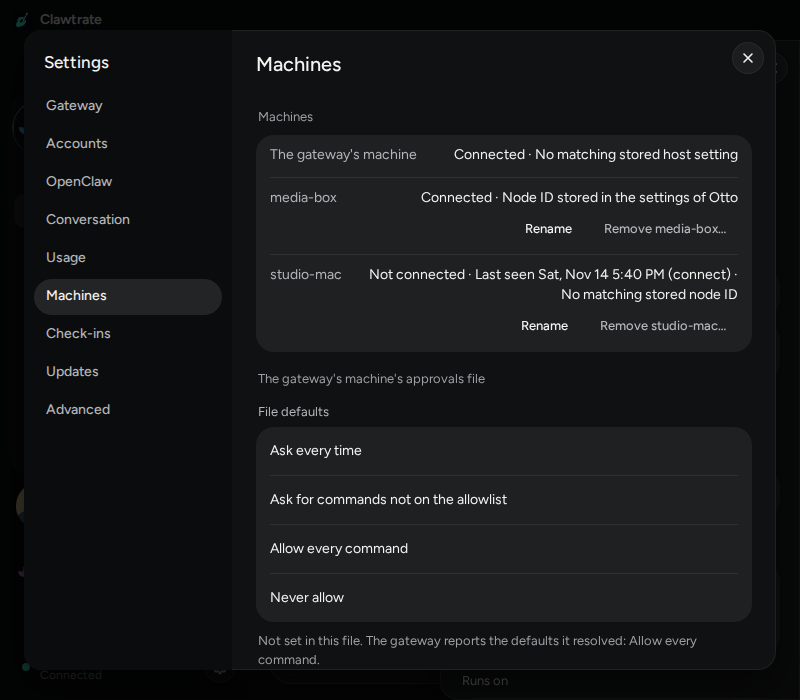 Clawtrate
Settings
Gateway
Accounts
OpenClaw
Conversation
Usage
Machines
Check-ins
Updates
Advanced
Machines
Machines
The gateway's machine Connected · No matching stored host setting
media-box Connected · Node ID stored in the settings of Otto
Rename Remove media-box...
studio-mac Not connected · Last seen Sat, Nov 14 5:40 PM (connect) ·
No matching stored node ID
Rename Remove studio-mac...
The gateway's machine's approvals file
File defaults
Ask every time
Ask for commands not on the allowlist
Allow every command
Never allow
Not set in this file. The gateway reports the defaults it resolved: Allow every
command.
Connected
Runs on